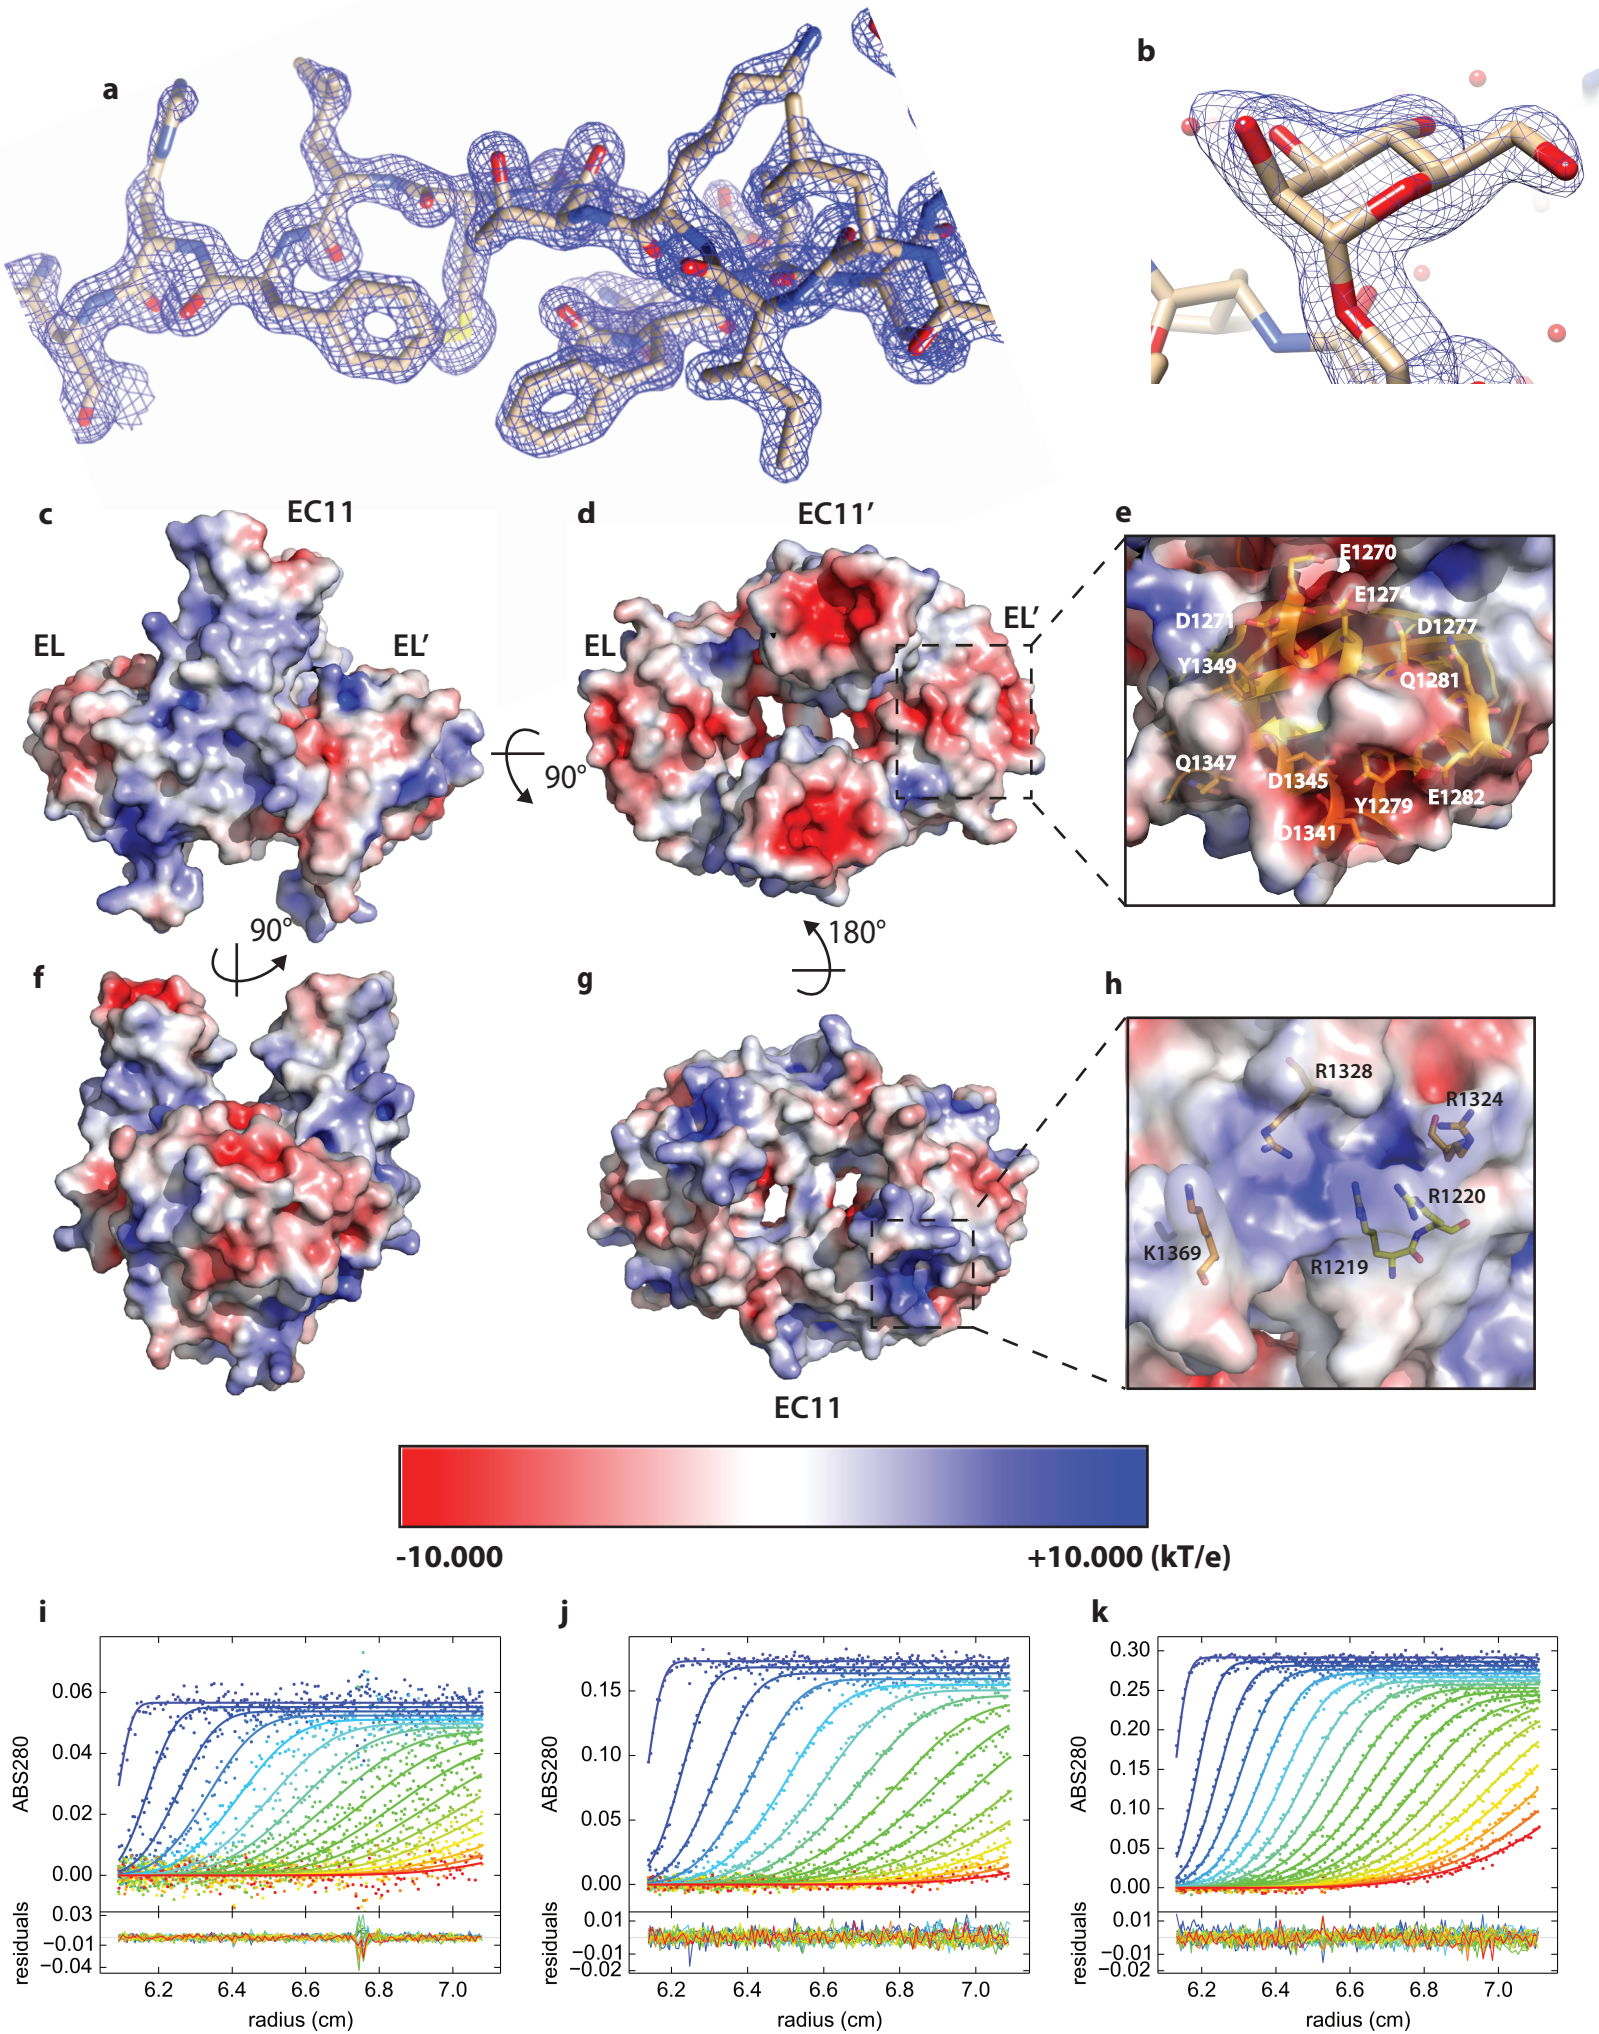 a
b
c
EC11
EL
EL′
90°
d
EC11′
EL
EL′
e
E1270
E1274
D1271
D1277
Y1349
Q1281
Q1347
D1345
Y1279
E1282
D1341
90°
180°
f
g
EC11
h
R1328
R1324
R1220
K1369
R1219
-10.000
+10.000 (kT/e)
i
ABS280
0.06
0.04
0.02
0.00
residuals
0.03
−0.01
−0.04
6.2 6.4 6.6 6.8 7.0
radius (cm)
j
ABS280
0.15
0.10
0.05
0.00
residuals
0.01
−0.01
−0.02
6.2 6.4 6.6 6.8 7.0
radius (cm)
k
ABS280
0.30
0.25
0.20
0.15
0.10
0.05
0.00
residuals
0.01
−0.01
−0.02
6.2 6.4 6.6 6.8 7.0
radius (cm)